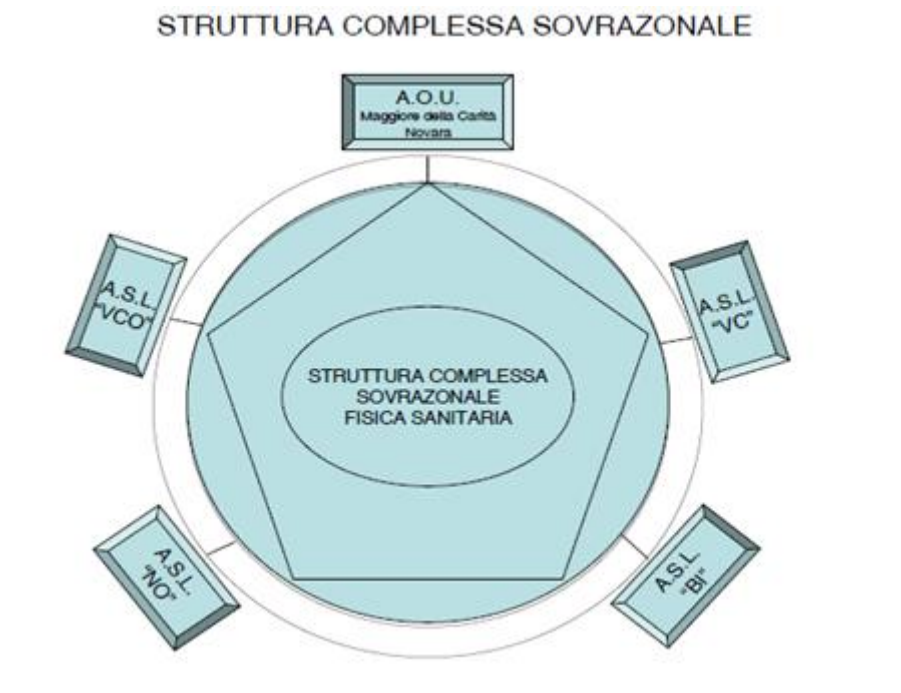 STRUTTURA COMPLESSA SOVRAZONALE
A.O.U.
Maggiore della Carità
Novara
A.S.L.
"VCO"
A.S.L.
"VC"
STRUTTURA COMPLESSA
SOVRAZONALE
FISICA SANITARIA
A.S.L.
"NO"
A.S.L.
"BI"